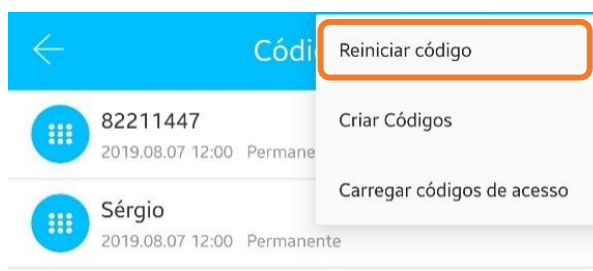 Códi
Reiniciar código
82211447
2019.08.07 12:00 Permane
Criar Códigos
Carregar códigos de acesso
Sérgio
2019.08.07 12:00 Permanente